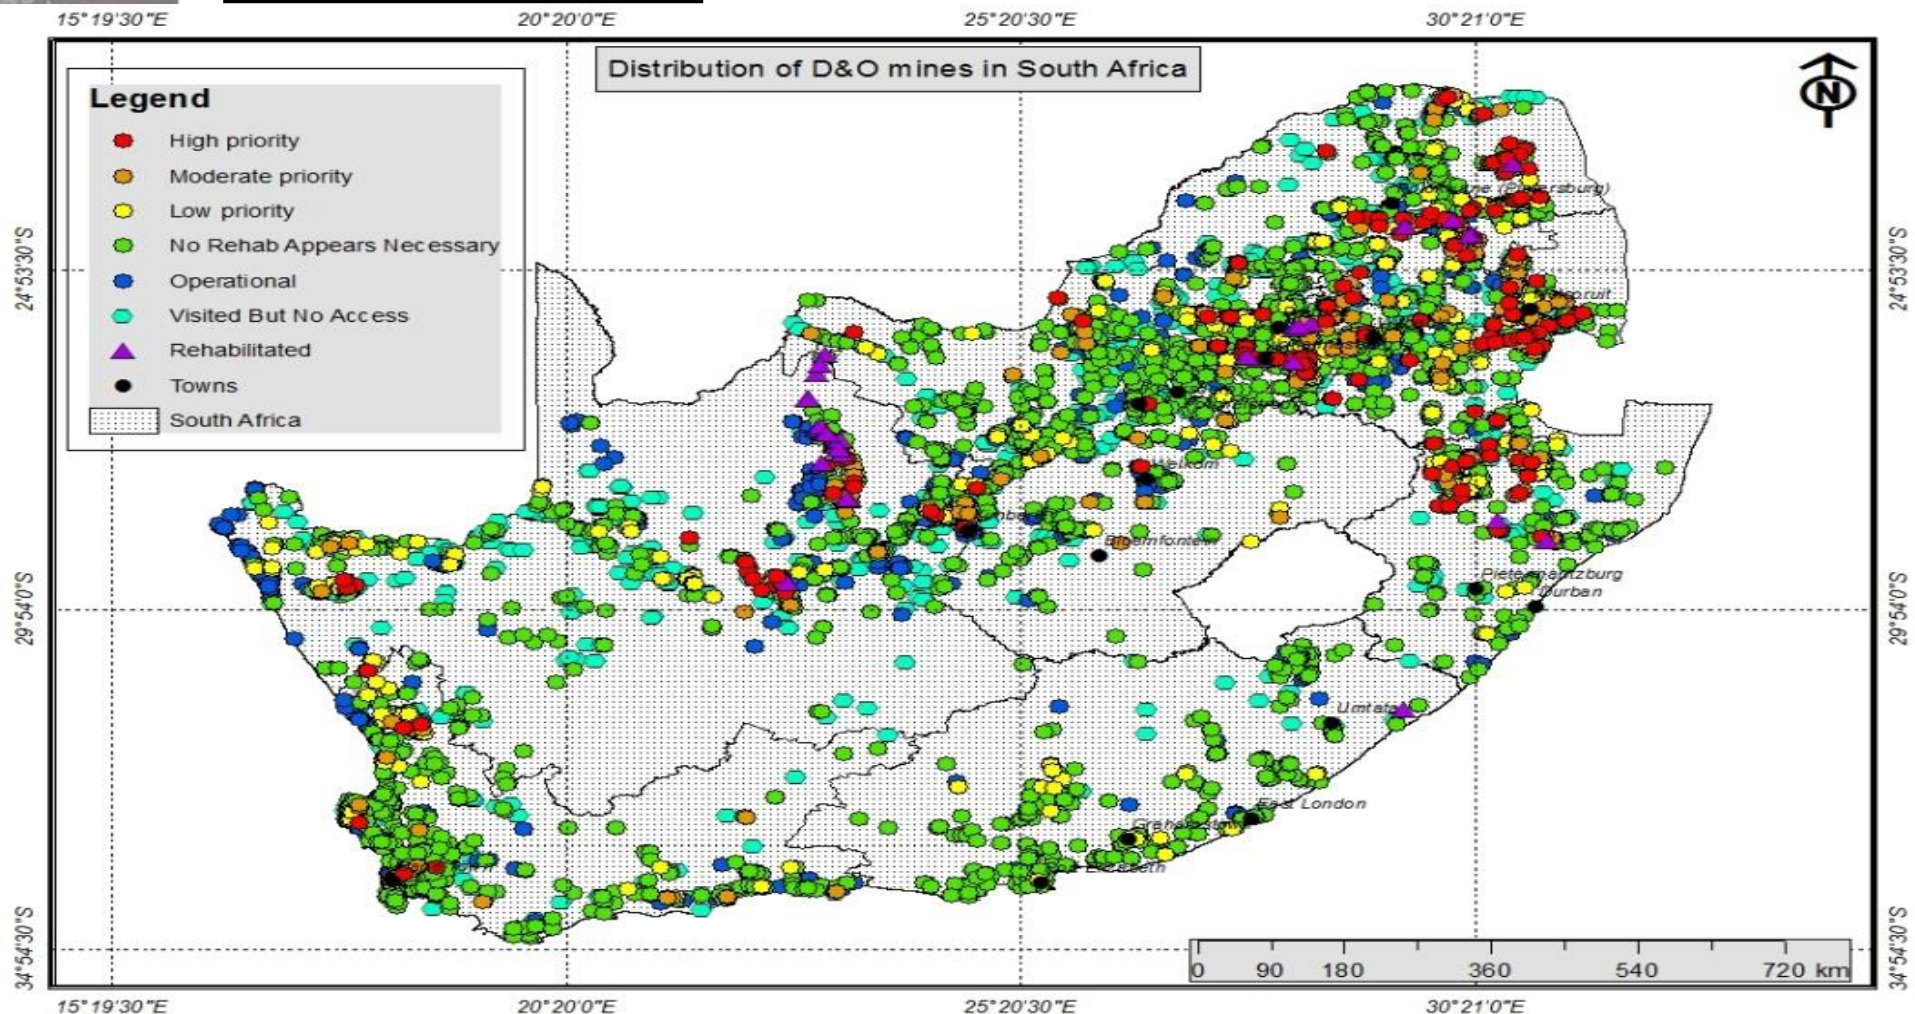 15°19'30"E 20°20'0"E 25°20'30"E 30°21'0"E
Distribution of D&O mines in South Africa
N
Legend
High priority
Moderate priority
Low priority
No Rehab Appears Necessary
Operational
Visited But No Access
Rehabilitated
Towns
South Africa
24°53'30"S 24°53'30"S
Welkom
Bloemfontein
Pietermaritzburg
Durban
29°54'0"S 29°54'0"S
Umtata
East London
34°54'30"S 34°54'30"S
0 90 180 360 540 720 km
15°19'30"E 20°20'0"E 25°20'30"E 30°21'0"E